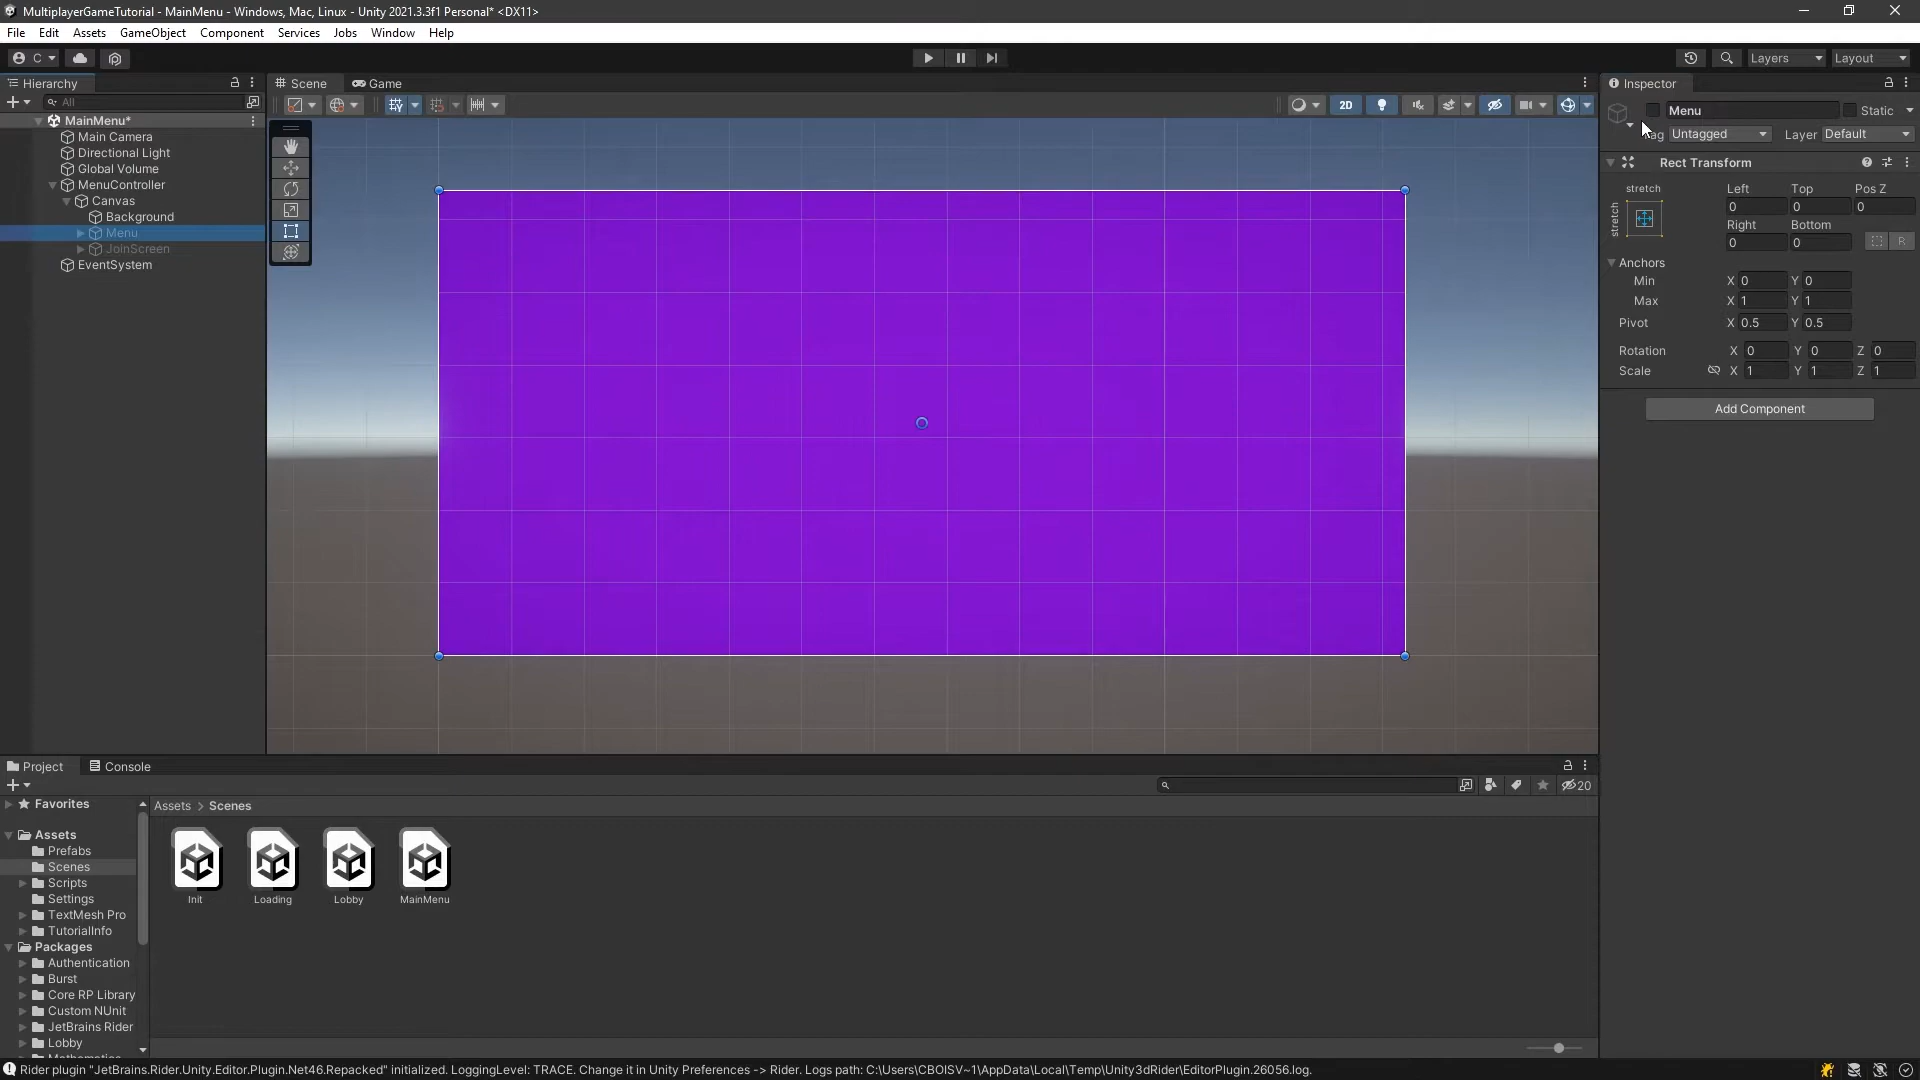 MultiplayerGameTutorial - MainMenu - Windows, Mac, Linux - Unity 2021.3.3f1 Personal* <DX11>
File Edit Assets GameObject Component Services Jobs Window Help
C
Layers Layout
Hierarchy
All
MainMenu*
Main Camera
Directional Light
Global Volume
MenuController
Canvas
Background
Menu
JoinScreen
EventSystem
Scene Game
2D
Inspector
Menu Static
Untagged Layer Default
Rect Transform
stretch Left Top Pos Z
stretch 0 0 0
Right Bottom
0 0 R
Anchors
Min X 0 Y 0
Max X 1 Y 1
Pivot X 0.5 Y 0.5
Rotation X 0 Y 0 Z 0
Scale X 1 Y 1 Z 1
Add Component
Project Console
20
Favorites
Assets
Prefabs
Scenes
Scripts
Settings
TextMesh Pro
TutorialInfo
Packages
Authentication
Burst
Core RP Library
Custom NUnit
JetBrains Rider
Lobby
Assets > Scenes
Init Loading Lobby MainMenu
Rider plugin "JetBrains.Rider.Unity.Editor.Plugin.Net46.Repacked" initialized. LoggingLevel: TRACE. Change it in Unity Preferences -> Rider. Logs path: C:\Users\CBOISV~1\AppData\Local\Temp\Unity3dRider\EditorPlugin.26056.log.